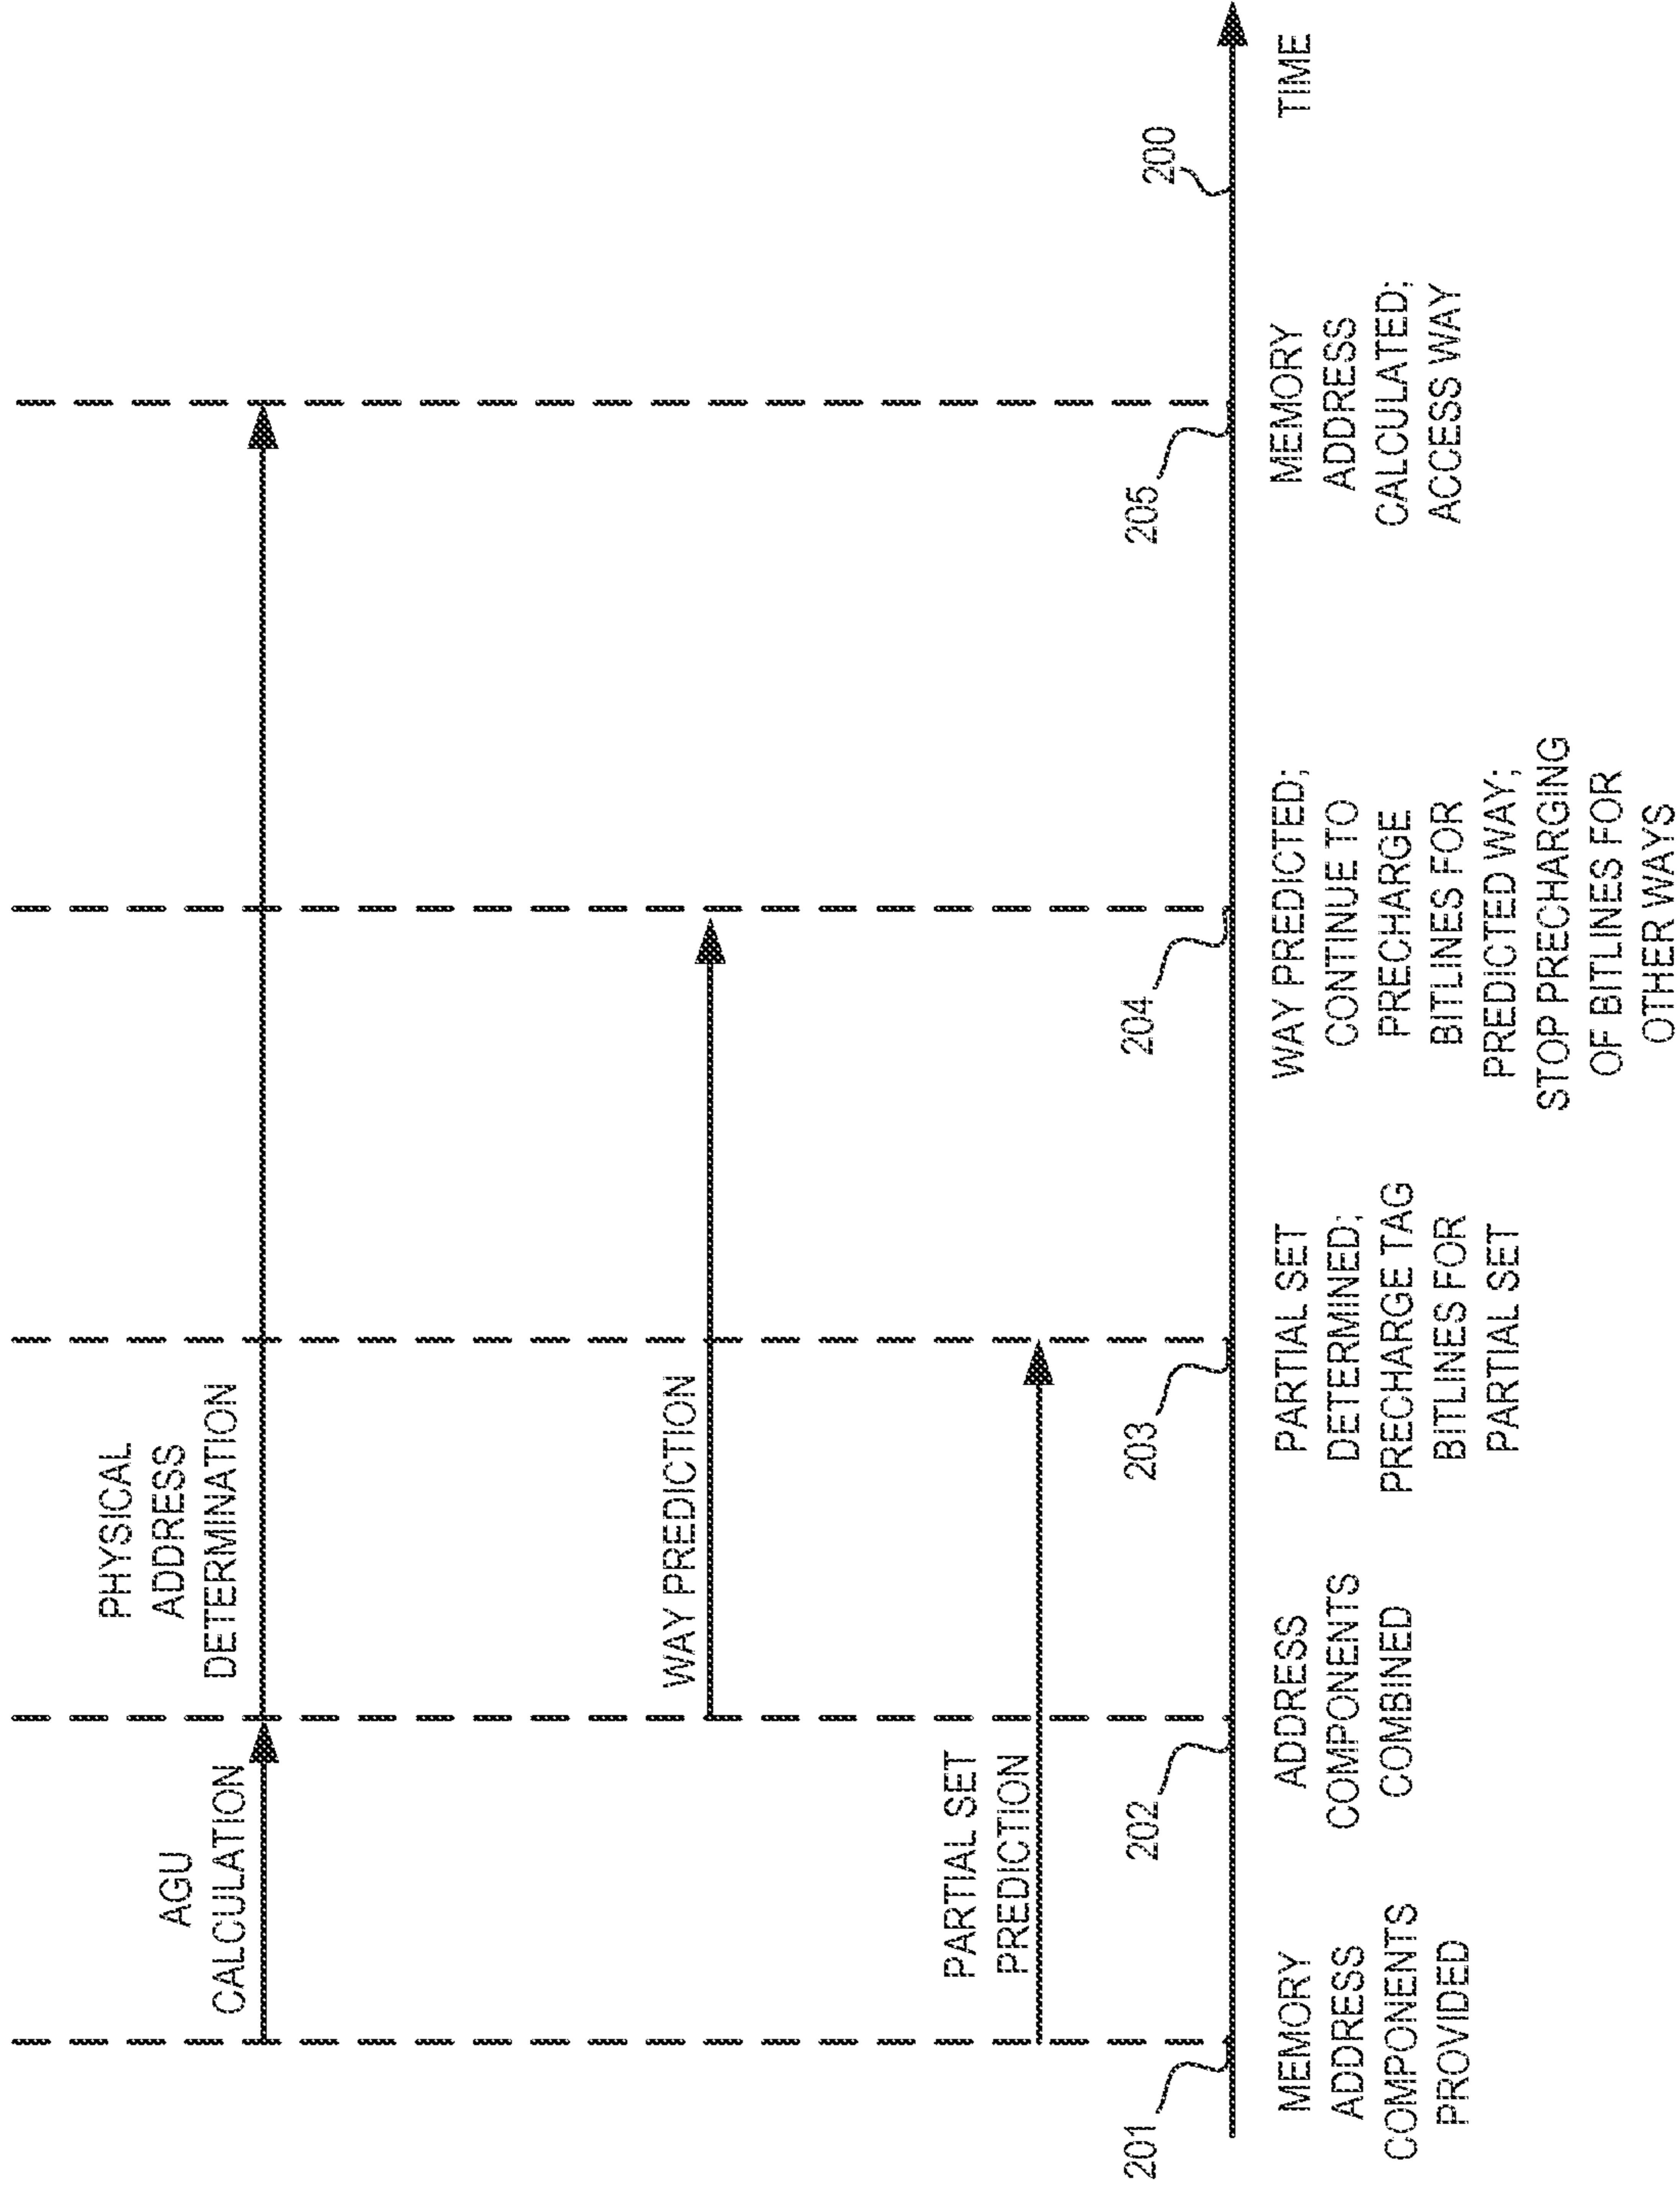 AGU
CALCULATION
PHYSICAL
ADDRESS
DETERMINATION
WAY PREDICTION
PARTIAL SET
PREDICTION
201
202
203
204
205
200
MEMORY
ADDRESS
COMPONENTS
PROVIDED
ADDRESS
COMPONENTS
COMBINED
PARTIAL SET
DETERMINED;
PRECHARGE TAG
BITLINES FOR
PARTIAL SET
WAY PREDICTED;
CONTINUE TO
PRECHARGE
BITLINES FOR
PREDICTED WAY;
STOP PRECHARGING
OF BITLINES FOR
OTHER WAYS
MEMORY
ADDRESS
CALCULATED;
ACCESS WAY
TIME